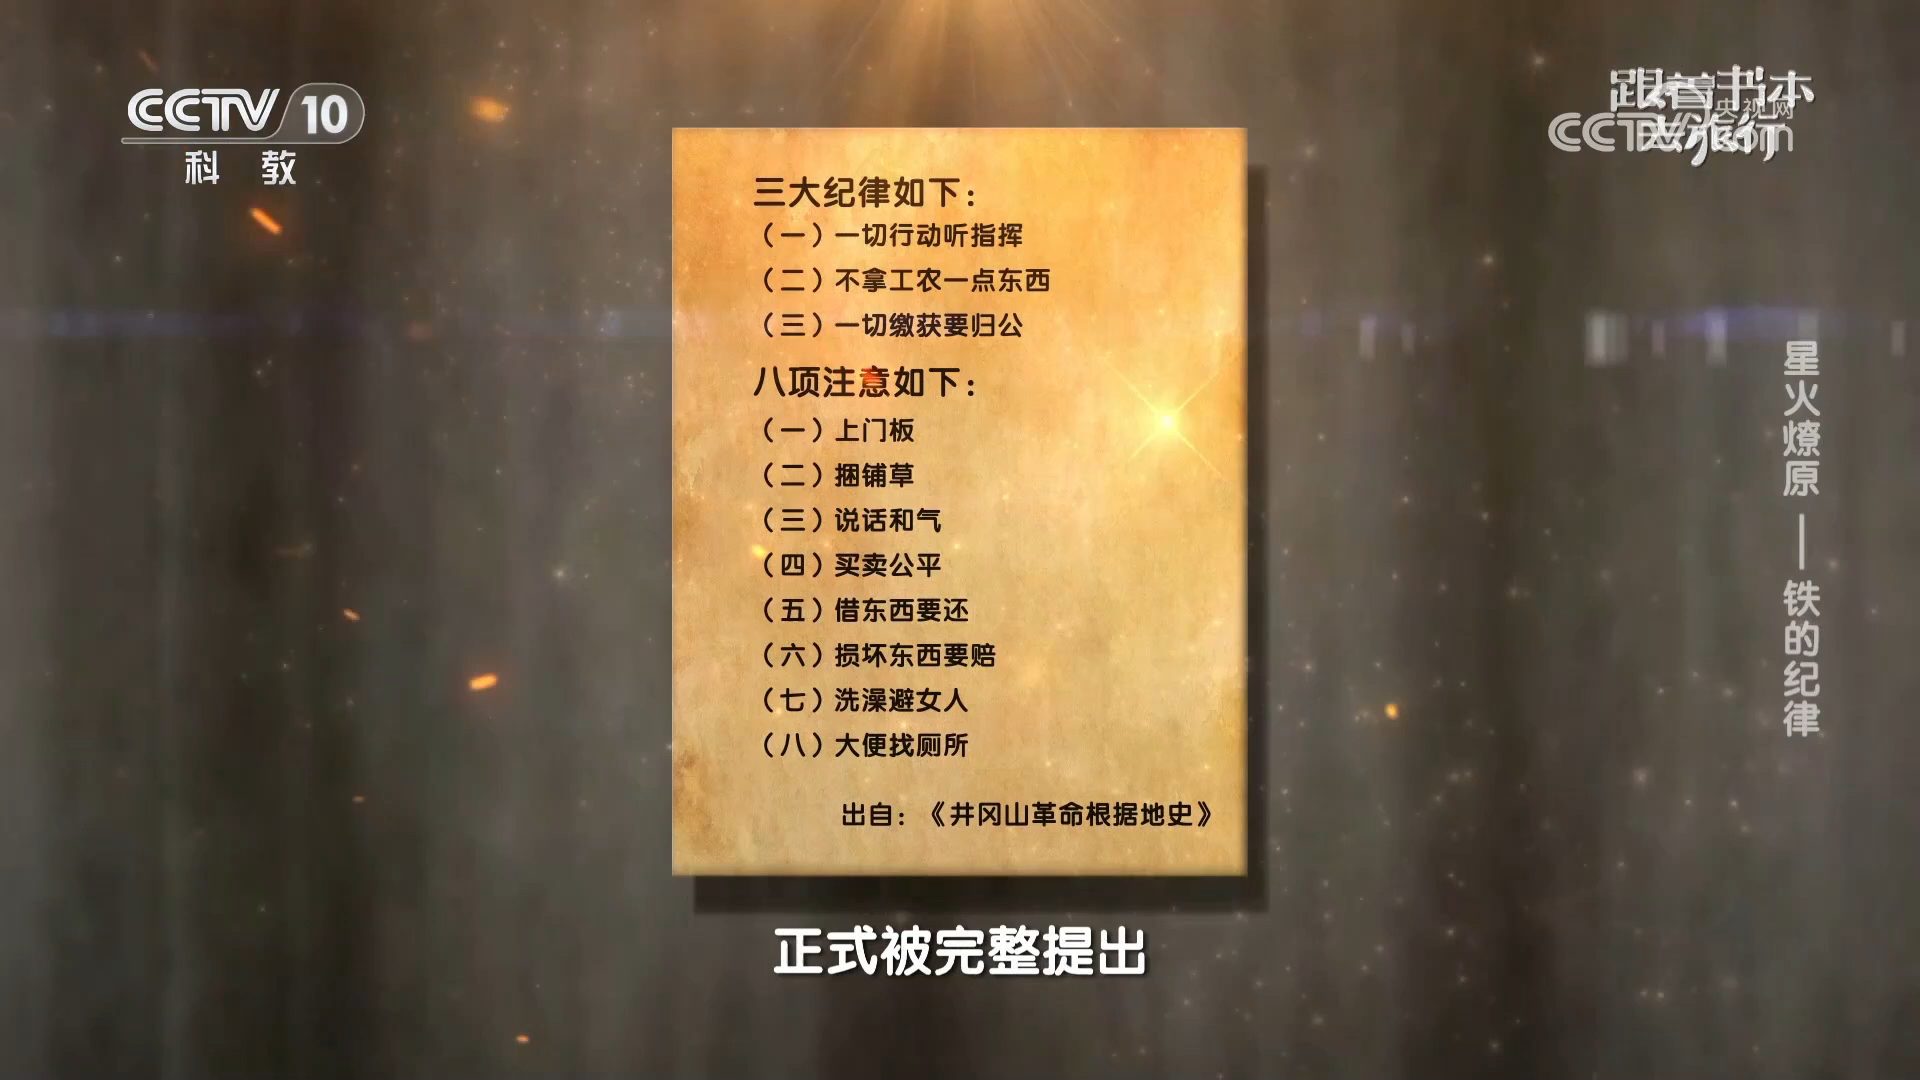 CCTV 10
科 教
跟着书本
去旅行
央视网
CCTV.com
三大纪律如下：
（一）一切行动听指挥
（二）不拿工农一点东西
（三）一切缴获要归公
八项注意如下：
（一）上门板
（二）捆铺草
（三）说话和气
（四）买卖公平
（五）借东西要还
（六）损坏东西要赔
（七）洗澡避女人
（八）大便找厕所
出自：《井冈山革命根据地史》
星火燎原——铁的纪律
正式被完整提出